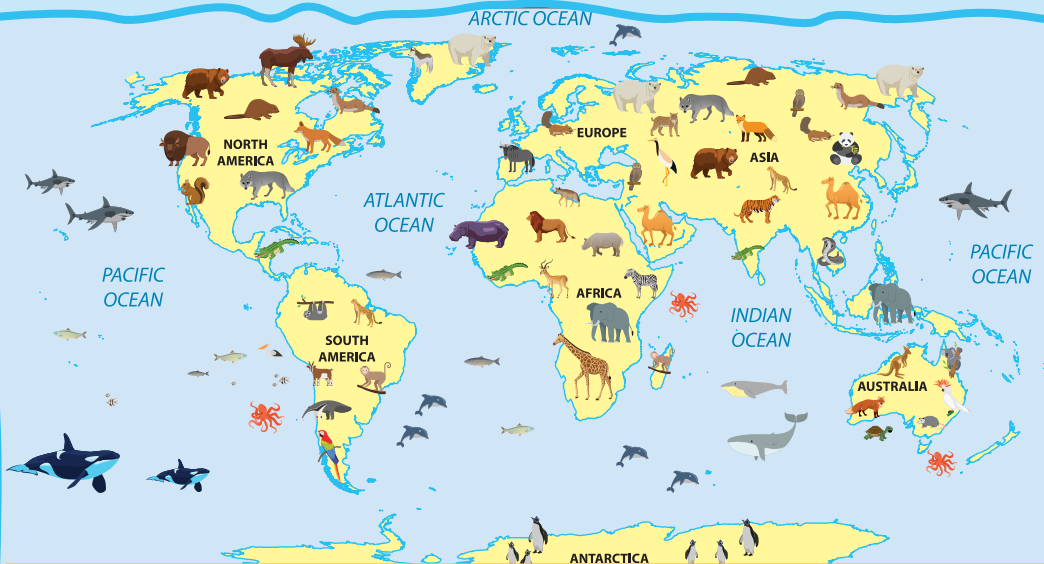 ARCTIC OCEAN
EUROPE
NORTH
AMERICA
ASIA
ATLANTIC
OCEAN
PACIFIC
OCEAN
PACIFIC
OCEAN
AFRICA
INDIAN
OCEAN
SOUTH
AMERICA
AUSTRALIA
ANTARCTICA